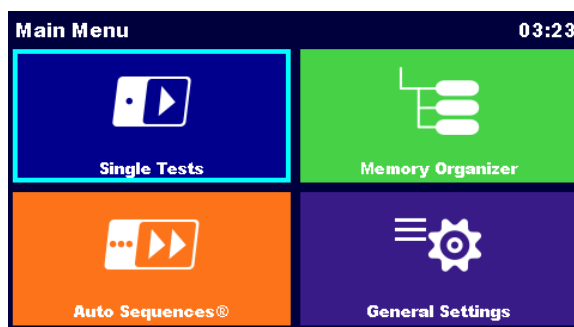 Main Menu 03:23
Single Tests
Memory Organizer
Auto Sequences®
General Settings